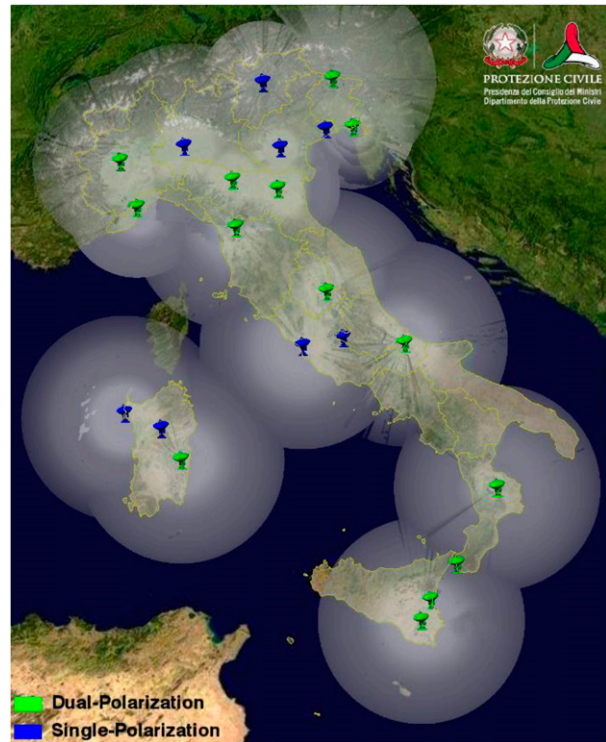 PROTEZIONE CIVILE
Presidenza del Consiglio dei Ministri
Dipartimento della Protezione Civile
Dual-Polarization
Single-Polarization